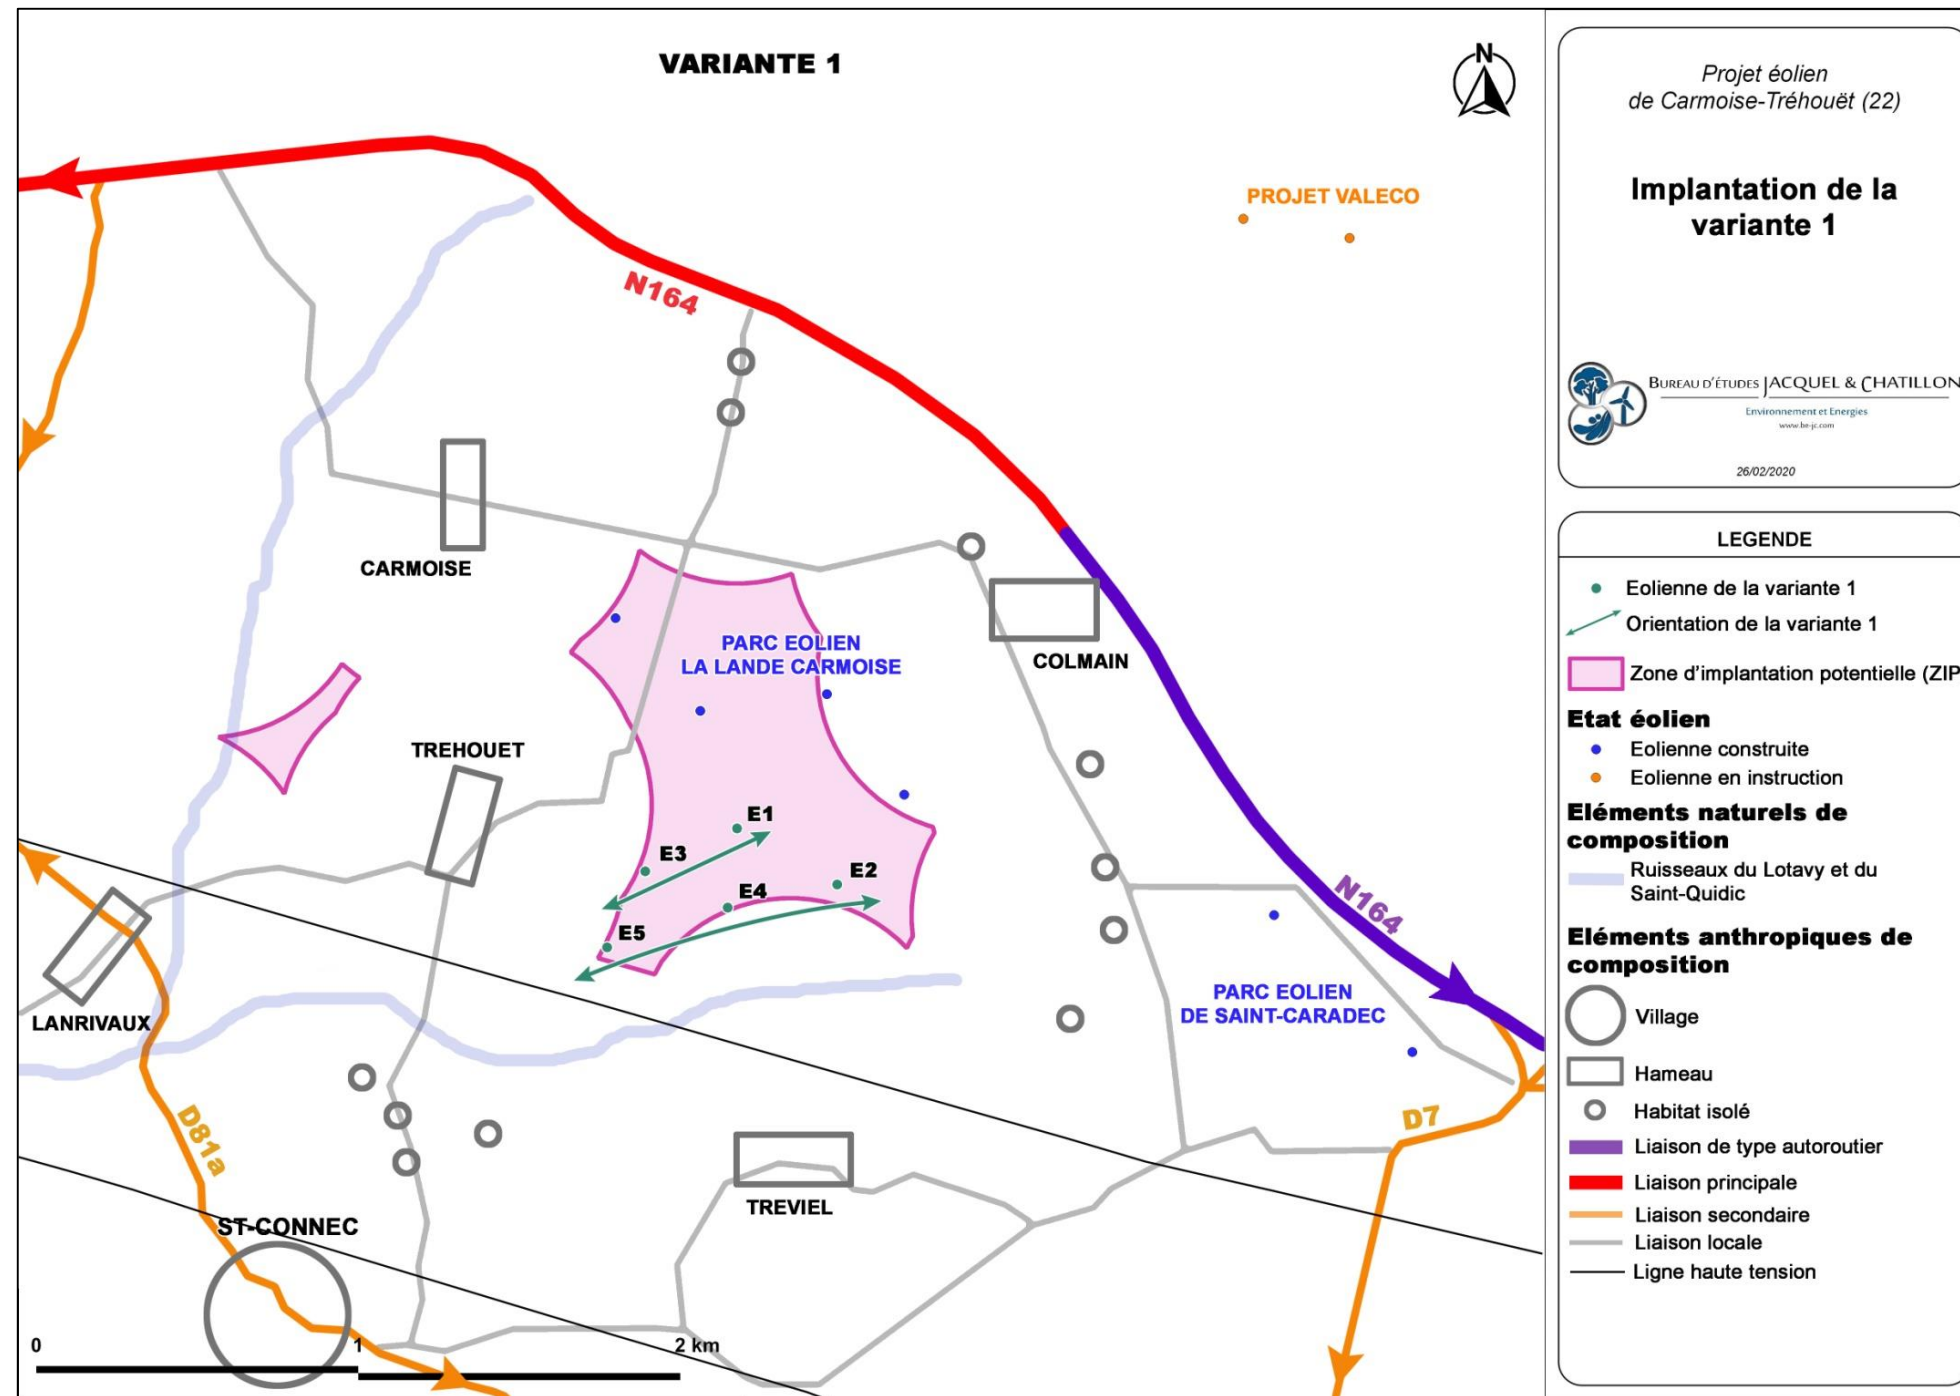 VARIANTE 1
N
PROJET VALECO
N164
CARMOISE
PARC EOLIEN
LA LANDE CARMOISE
COLMAIN
TREHOUET
E1
E3
E2
E4
E5
N164
LANRIVAUX
PARC EOLIEN
DE SAINT-CARADEC
D81a
D7
TREVIEL
ST-CONNEC
0
1
2 km
Projet éolien
de Carmoise-Tréhouët (22)
Implantation de la
variante 1
BUREAU D'ÉTUDES JACQUEL & CHATILLON
Environnement et Energies
www.be-jc.com
26/02/2020
LEGENDE
Eolienne de la variante 1
Orientation de la variante 1
Zone d'implantation potentielle (ZIP
Etat éolien
Eolienne construite
Eolienne en instruction
Eléments naturels de
composition
Ruisseaux du Lotavy et du
Saint-Quidic
Eléments anthropiques de
composition
Village
Hameau
Habitat isolé
Liaison de type autoroutier
Liaison principale
Liaison secondaire
Liaison locale
Ligne haute tension